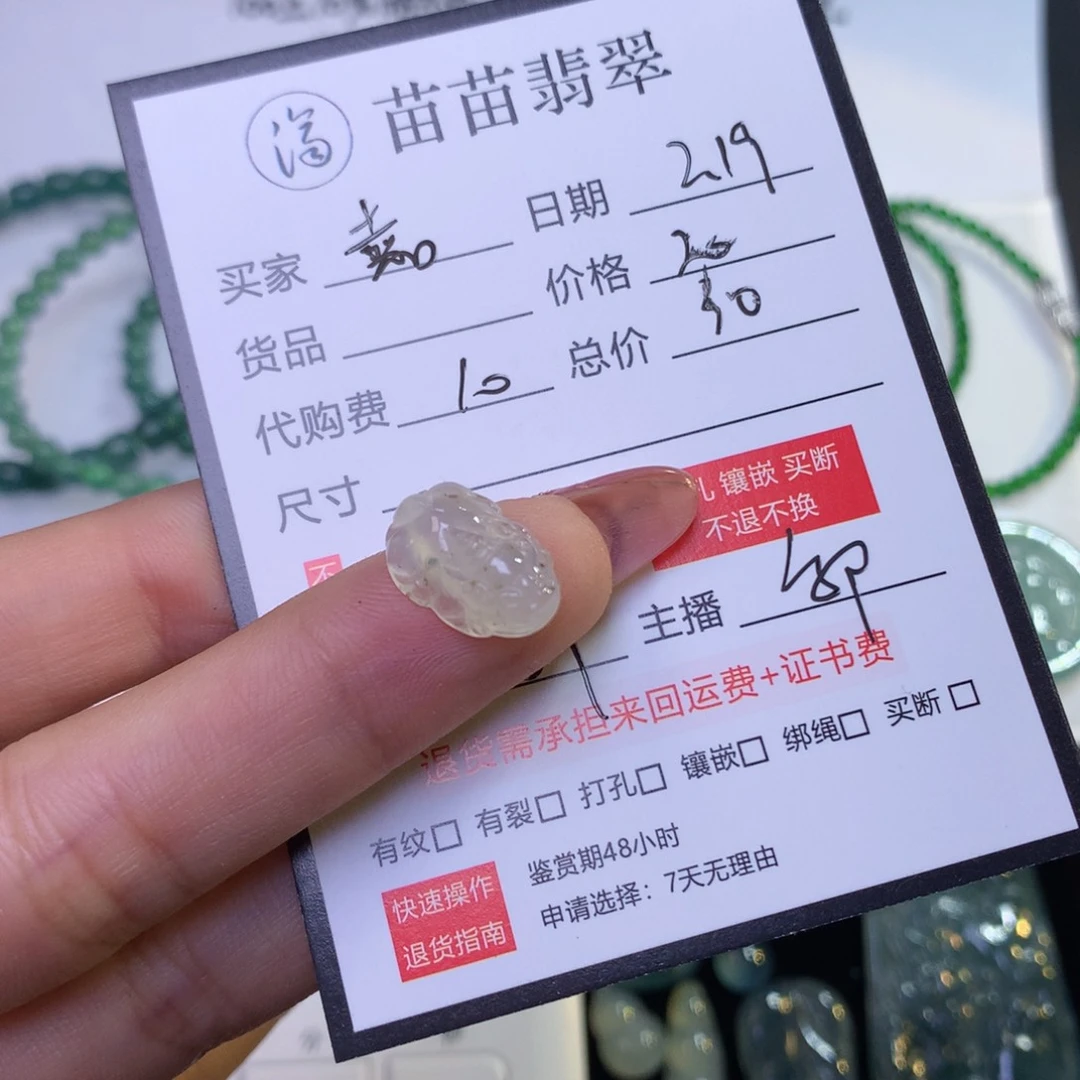 苗苗翡翠
买家 嘉 日期 219
货品 价格
代购费 10 总价 30
尺寸
不
镶嵌 买断
不退不换
主播
退货需承担来回运费+证书费
有纹□ 有裂□ 打孔□ 镶嵌□ 绑绳□ 买断□
快速操作
退货指南
鉴赏期48小时
申请选择：7天无理由